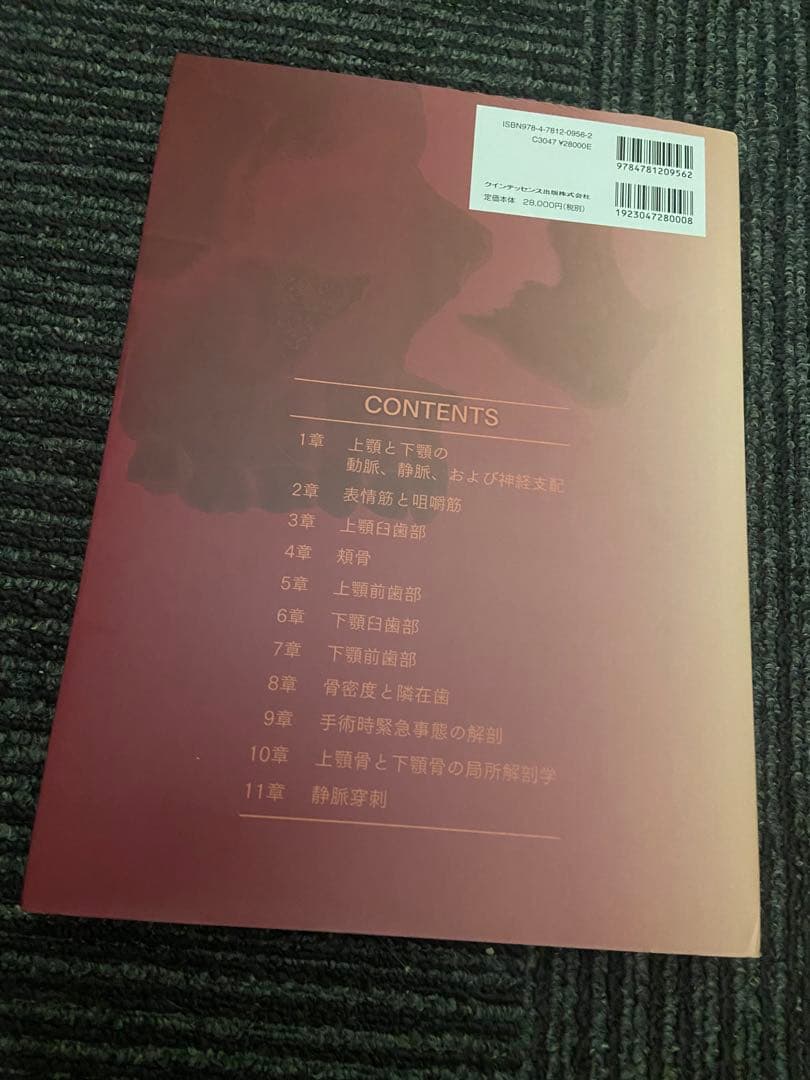 ISBN978-4-7812-0956-2
C3047 ¥28000E
9784781209562
クインテッセンス出版株式会社
定価本体 28,000円(税別)
1923047280008
CONTENTS
1章 上顎と下顎の
動脈、静脈、および神経支配
2章 表情筋と咀嚼筋
3章 上顎臼歯部
4章 頬骨
5章 上顎前歯部
6章 下顎臼歯部
7章 下顎前歯部
8章 骨密度と隣在歯
9章 手術時緊急事態の解剖
10章 上顎骨と下顎骨の局所解剖学
11章 静脈穿刺